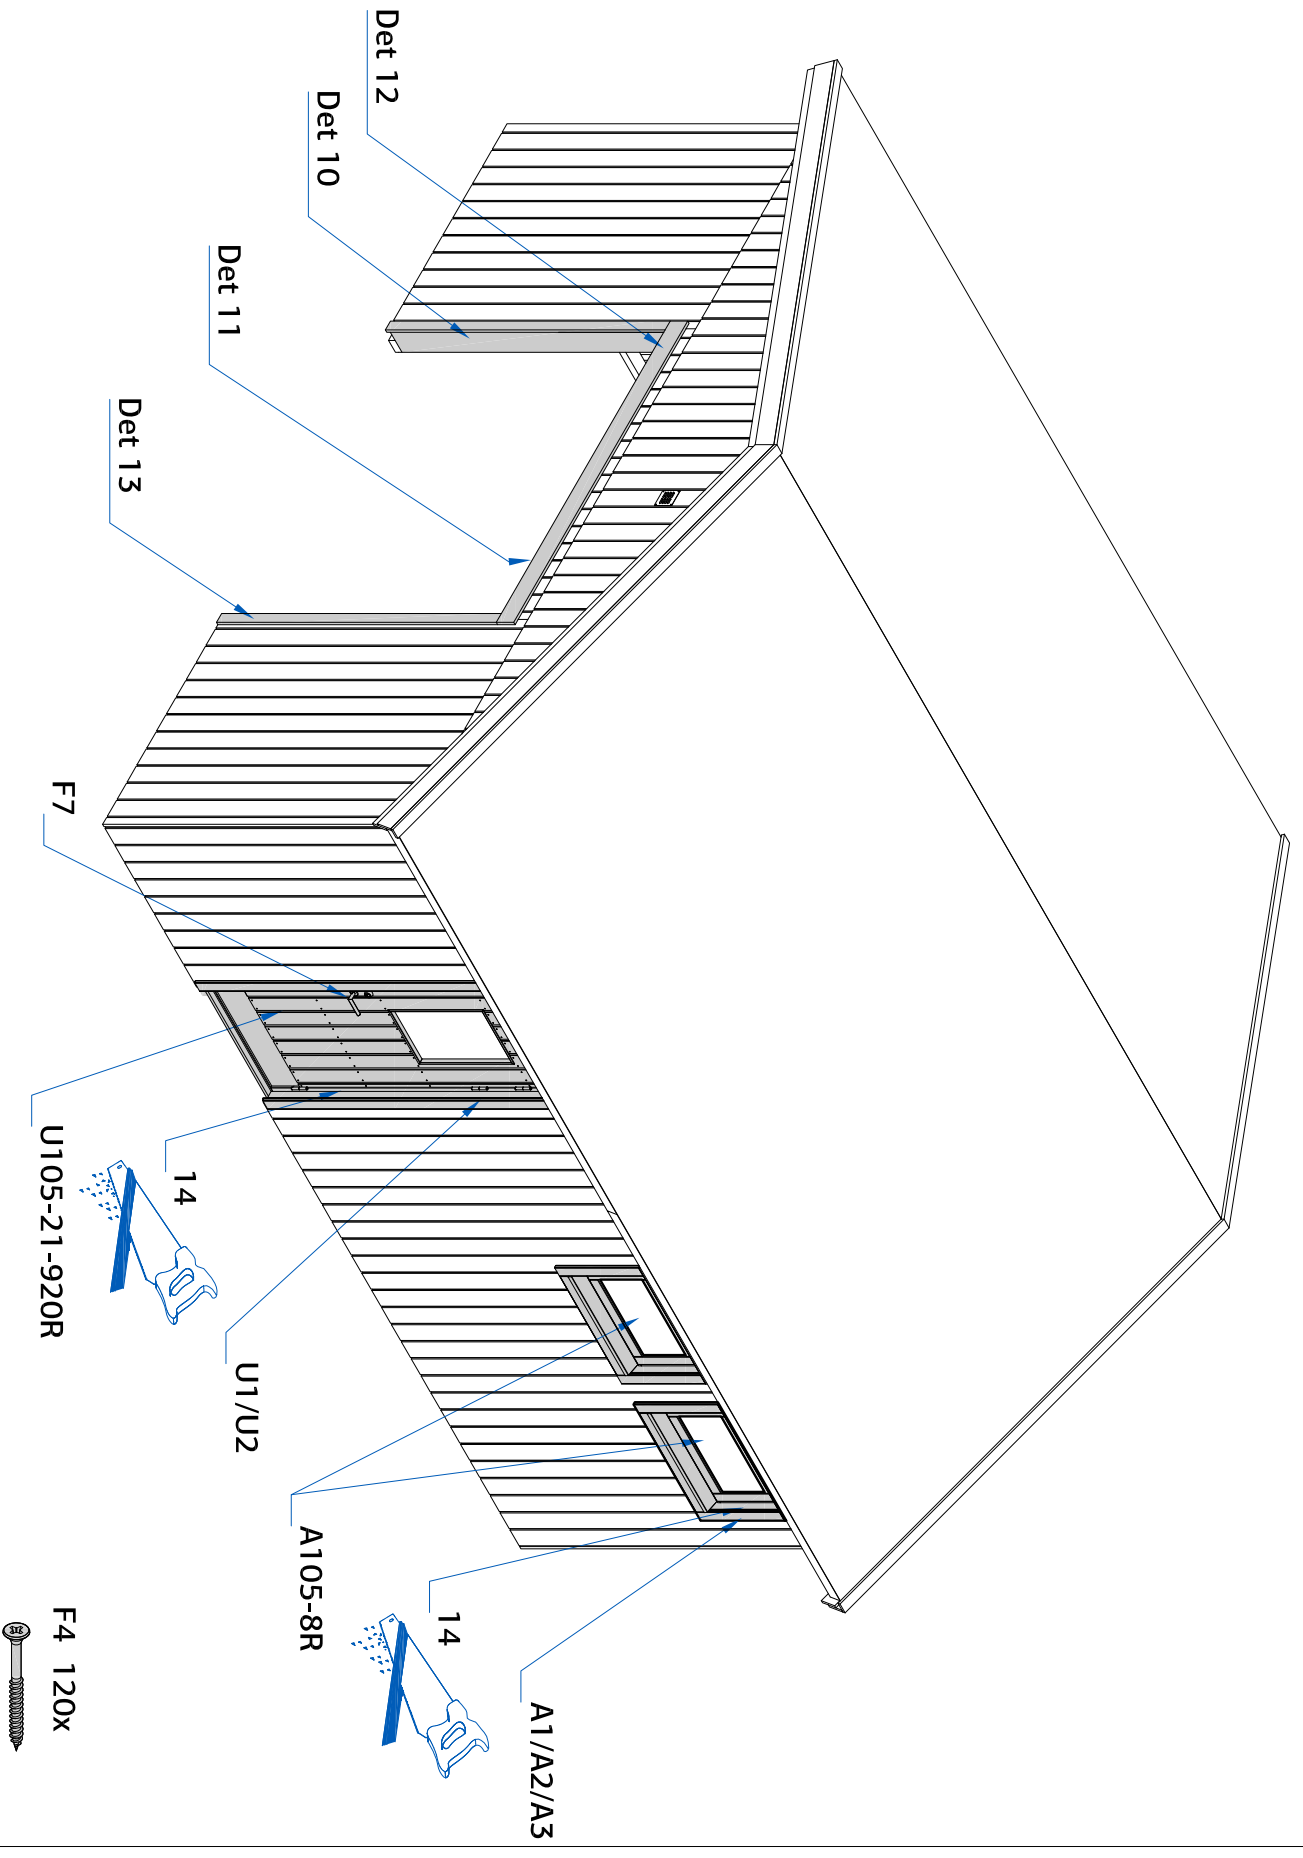 Det 12
Det 10
Det 11
Det 13
F7
U105-21-920R
14
U1/U2
A105-8R
14
A1/A2/A3
F4 120x